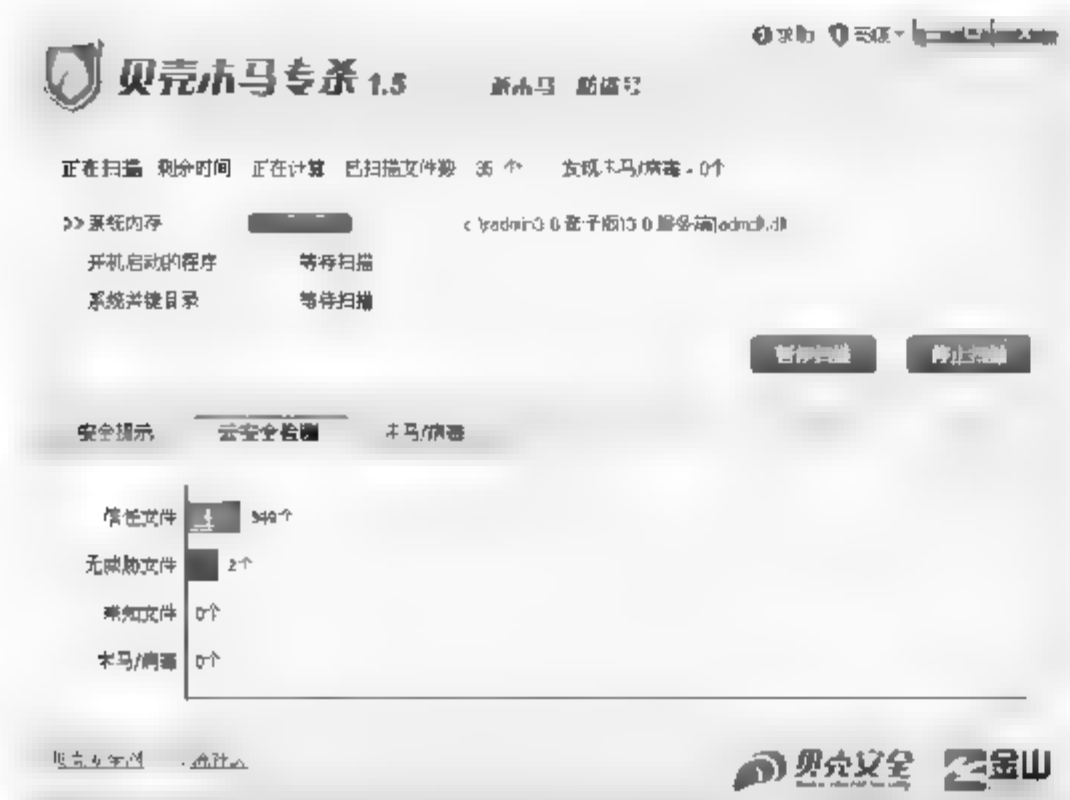 贝壳木马专杀 1.5
杀木马 防盗号
正在扫描 剩余时间 正在计算 已扫描文件数 35 个 发现木马/病毒：0个
>> 系统内存
开机启动的程序 等待扫描
系统关键目录 等待扫描
暂停扫描 停止扫描
安全提示 云安全检测 木马/病毒
信任文件
无威胁文件 2个
未知文件 0个
木马/病毒 0个
贝壳安全 金山